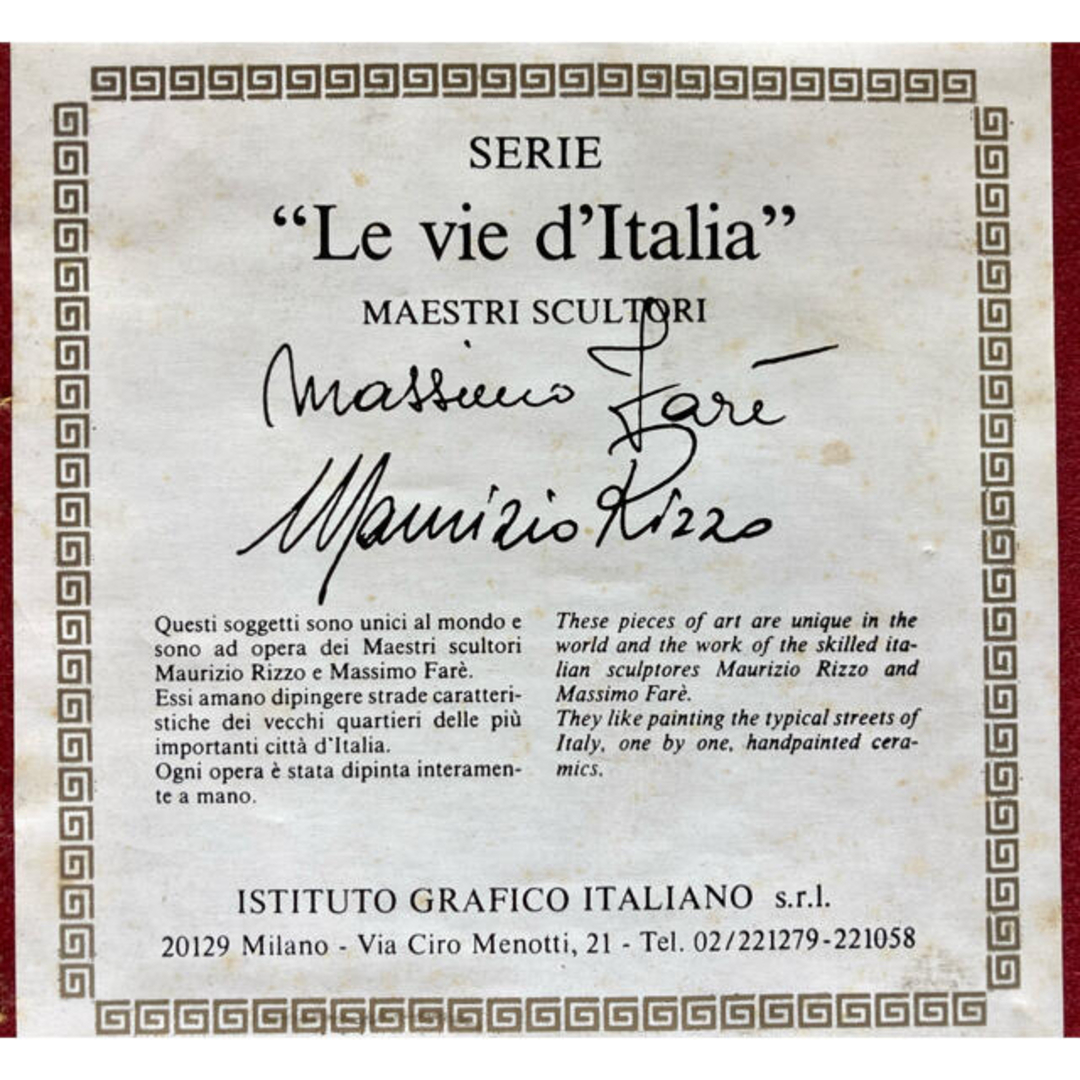 SERIE
“Le vie d’Italia”
MAESTRI SCULTORI
Massimo Farè
Maurizio Rizzo
Questi soggetti sono unici al mondo e
sono ad opera dei Maestri scultori
Maurizio Rizzo e Massimo Farè.
Essi amano dipingere strade caratteri-
stiche dei vecchi quartieri delle più
importanti città d'Italia.
Ogni opera è stata dipinta interamen-
te a mano.
These pieces of art are unique in the
world and the work of the skilled ita-
lian sculptores Maurizio Rizzo and
Massimo Farè.
They like painting the typical streets of
Italy, one by one, handpainted cera-
mics.
ISTITUTO GRAFICO ITALIANO s.r.l.
20129 Milano - Via Ciro Menotti, 21 - Tel. 02/221279-221058